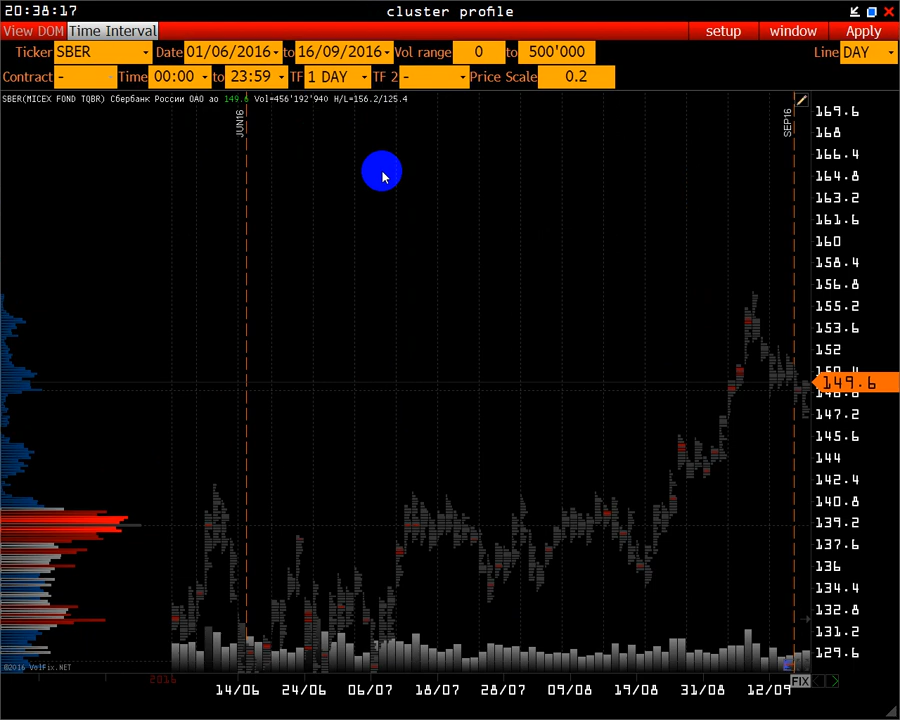 20:38:17 cluster profile
View DOM Time Interval setup window Apply
Ticker SBER Date 01/06/2016 to 16/09/2016 Vol range 0 to 500'000 Line DAY
Contract - Time 00:00 to 23:59 TF 1 DAY TF 2 - Price Scale 0.2
SBER(MICEX FOND TQBR) Сбербанк России ОАО ао 149.6 Vol=456'192'940 H/L=156.2/125.4
JUN16
SEP16
169.6
168
166.4
164.8
163.2
161.6
160
158.4
156.8
155.2
153.6
152
149.6
147.2
145.6
144
142.4
140.8
139.2
137.6
136
134.4
132.8
131.2
129.6
©2016 VolFix.NET
2016
FIX
14/06 24/06 06/07 18/07 28/07 09/08 19/08 31/08 12/09